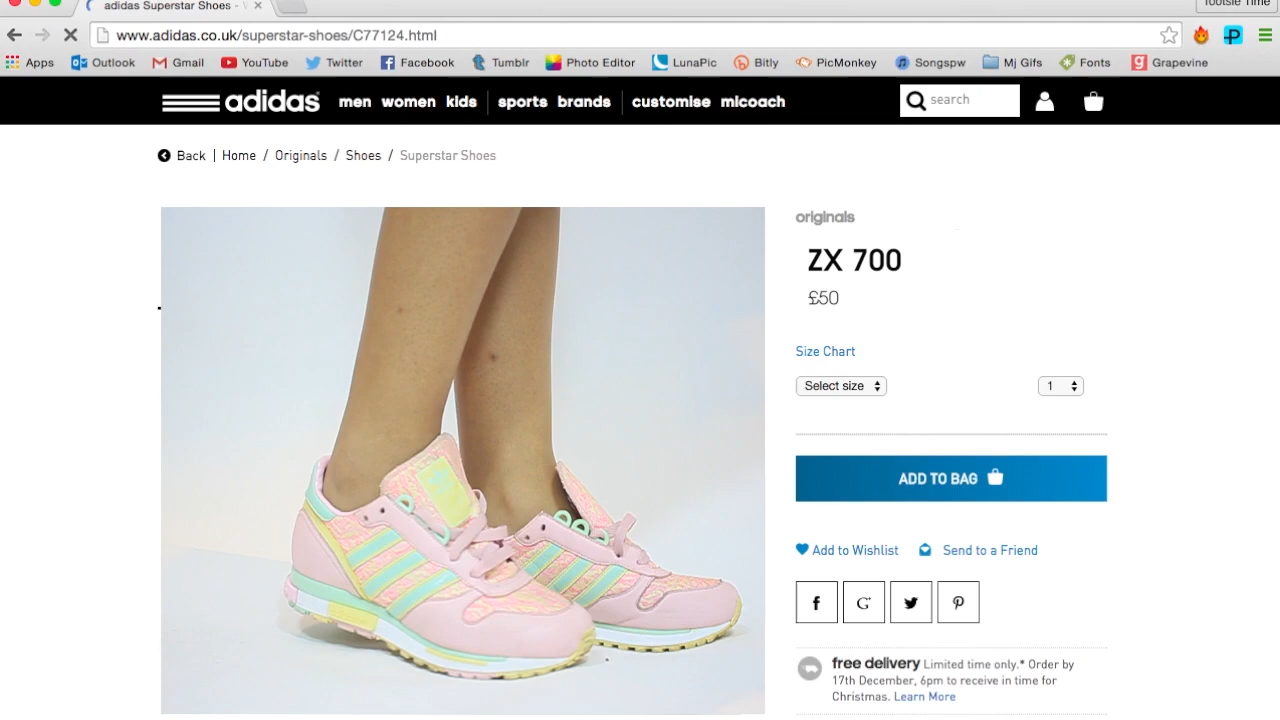 adidas Superstar Shoes -
Tootsie Time
www.adidas.co.uk/superstar-shoes/C77124.html
Apps Outlook Gmail YouTube Twitter Facebook Tumblr Photo Editor LunaPic Bitly PicMonkey Songspw Mj Gifs Fonts Grapevine
adidas men women kids sports brands customise micoach search
Back | Home / Originals / Shoes / Superstar Shoes
originals
ZX 700
£50
Size Chart
Select size 1
ADD TO BAG
Add to Wishlist Send to a Friend
free delivery Limited time only.* Order by
17th December, 6pm to receive in time for
Christmas. Learn More